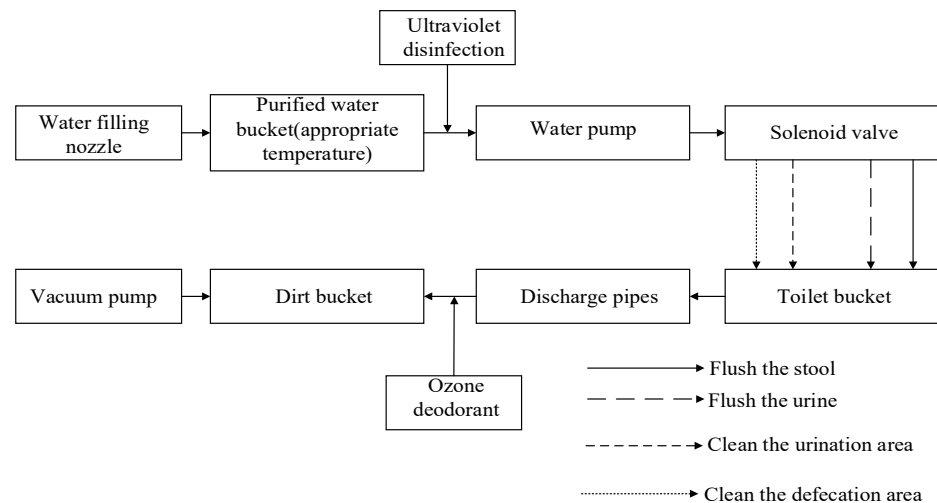 Ultraviolet
disinfection
Water filling
nozzle
Purified water
bucket(appropriate
temperature)
Water pump
Solenoid valve
Vacuum pump
Dirt bucket
Discharge pipes
Toilet bucket
Ozone
deodorant
Flush the stool
Flush the urine
Clean the urination area
Clean the defecation area